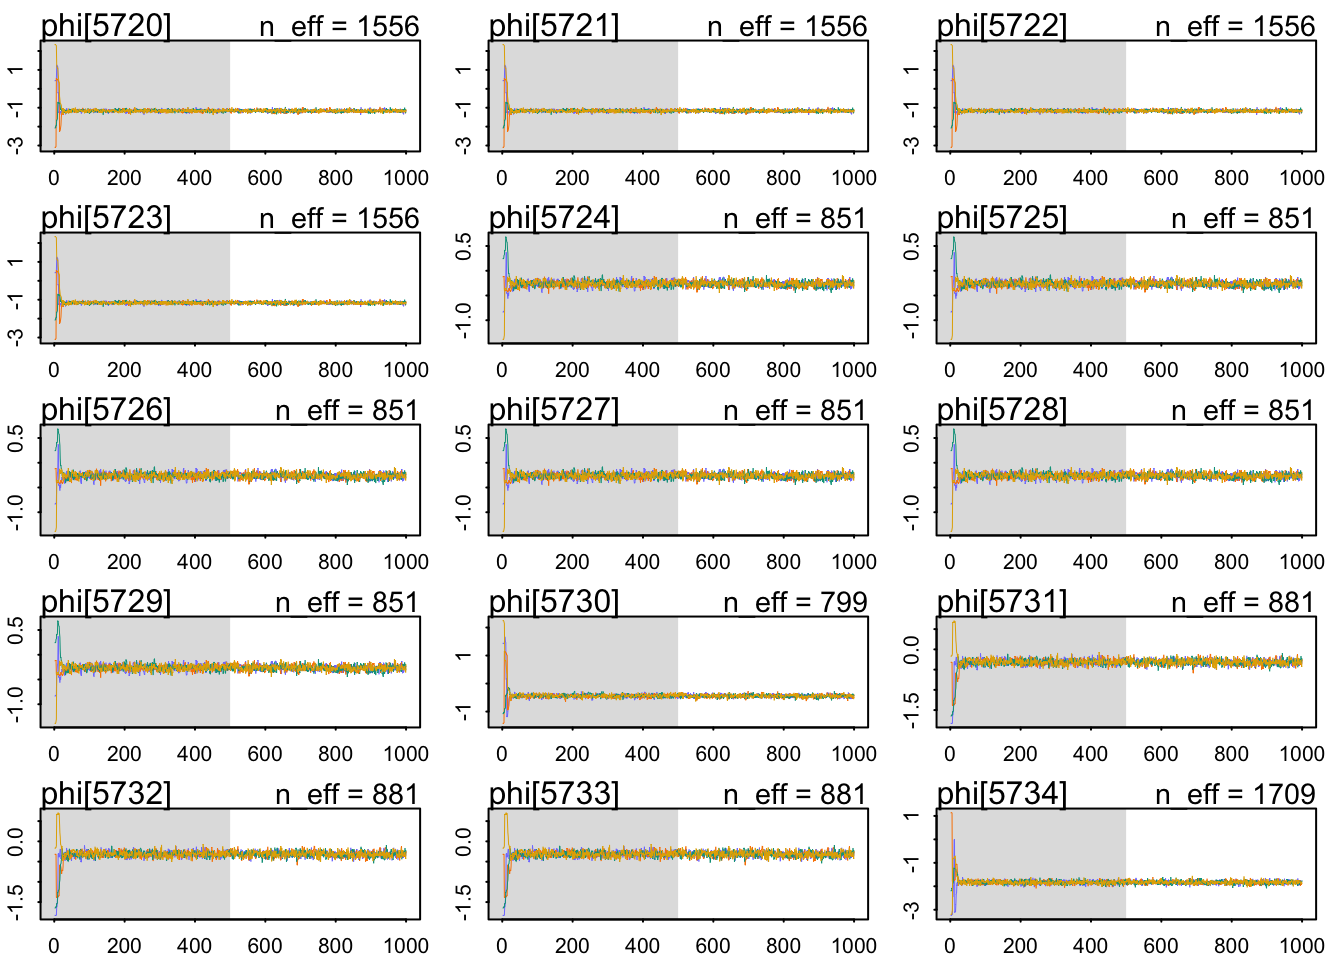 phi[5720] n_eff = 1556 phi[5721] n_eff = 1556 phi[5722] n_eff = 1556
1 -1 -3 1 -1 -3 1 -1 -3
0 200 400 600 800 1000 0 200 400 600 800 1000 0 200 400 600 800 1000
phi[5723] n_eff = 1556 phi[5724] n_eff = 851 phi[5725] n_eff = 851
1 -1 -3 0.5 -1.0 0.5 -1.0
0 200 400 600 800 1000 0 200 400 600 800 1000 0 200 400 600 800 1000
phi[5726] n_eff = 851 phi[5727] n_eff = 851 phi[5728] n_eff = 851
0.5 -1.0 0.5 -1.0 0.5 -1.0
0 200 400 600 800 1000 0 200 400 600 800 1000 0 200 400 600 800 1000
phi[5729] n_eff = 851 phi[5730] n_eff = 799 phi[5731] n_eff = 881
0.5 -1.0 1 -1 0.0 -1.5
0 200 400 600 800 1000 0 200 400 600 800 1000 0 200 400 600 800 1000
phi[5732] n_eff = 881 phi[5733] n_eff = 881 phi[5734] n_eff = 1709
0.0 -1.5 0.0 -1.5 1 -1 -3
0 200 400 600 800 1000 0 200 400 600 800 1000 0 200 400 600 800 1000